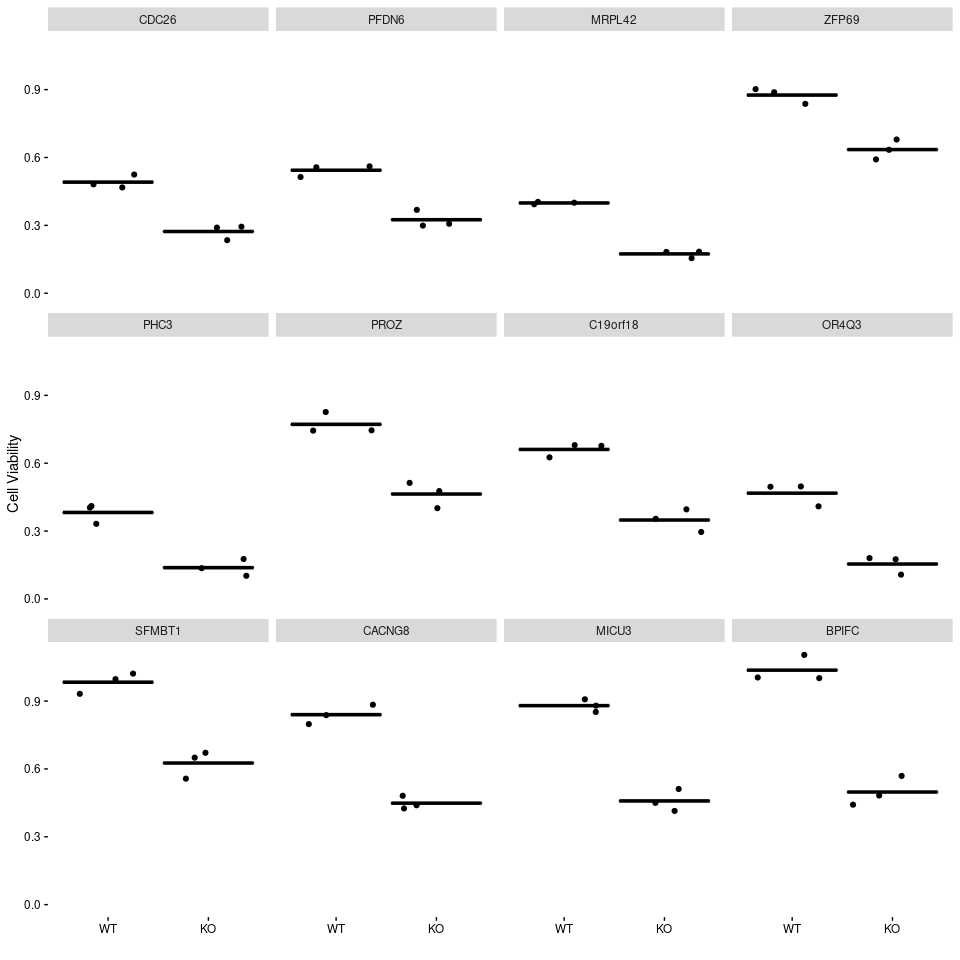 CDC26 PFDN6 MRPL42 ZFP69
0.9
0.6
0.3
0.0
PHC3 PROZ C19orf18 OR4Q3
0.9
0.6
0.3
0.0
Cell Viability
SFMBT1 CACNG8 MICU3 BPIFC
0.9
0.6
0.3
0.0
WT KO WT KO WT KO WT KO